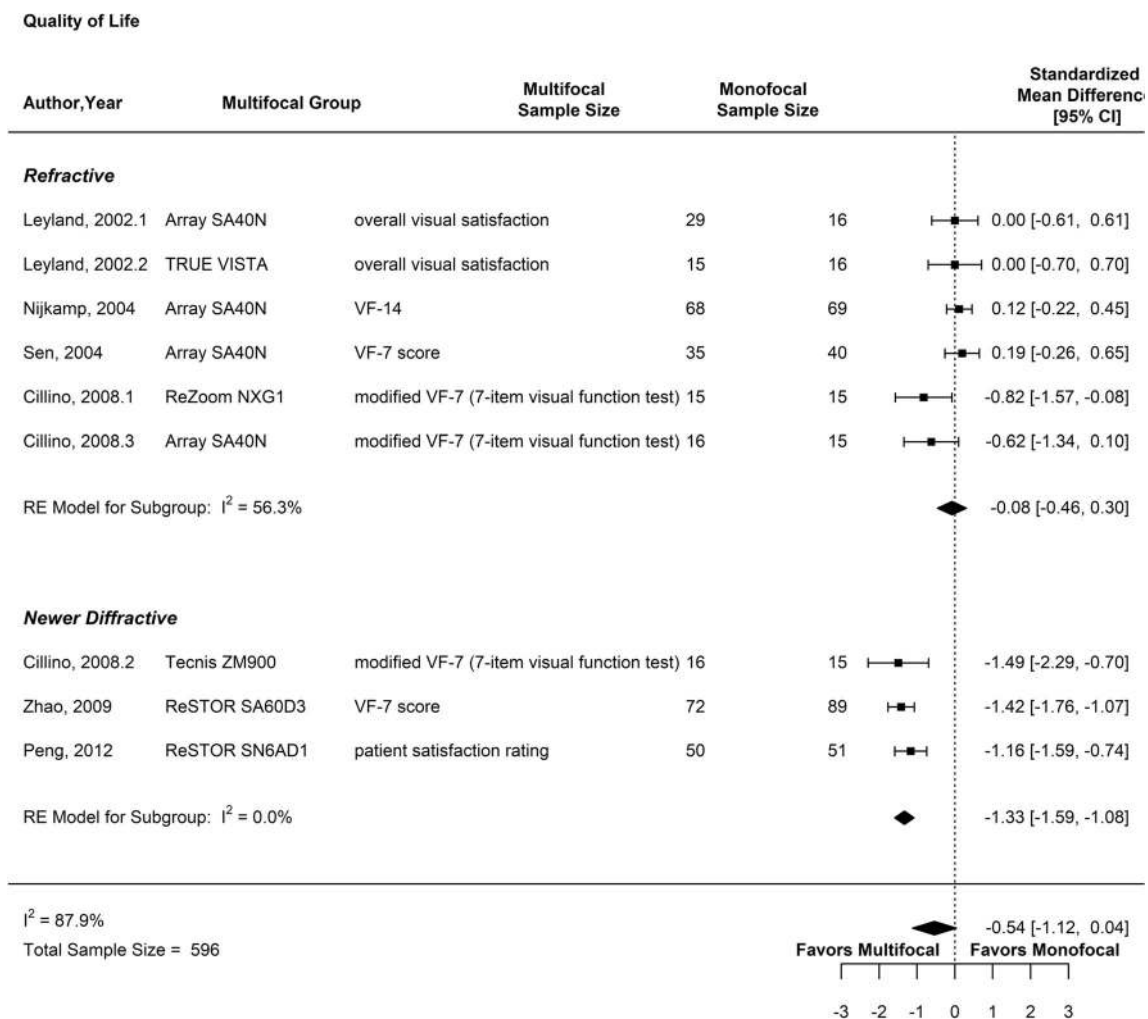 Quality of Life
Author,Year Multifocal Group Multifocal Sample Size Monofocal Sample Size Standardized Mean Differenc [95% CI]
Refractive
Leyland, 2002.1 Array SA40N overall visual satisfaction 29 16 0.00 [-0.61, 0.61]
Leyland, 2002.2 TRUE VISTA overall visual satisfaction 15 16 0.00 [-0.70, 0.70]
Nijkamp, 2004 Array SA40N VF-14 68 69 0.12 [-0.22, 0.45]
Sen, 2004 Array SA40N VF-7 score 35 40 0.19 [-0.26, 0.65]
Cillino, 2008.1 ReZoom NXG1 modified VF-7 (7-item visual function test) 15 15 -0.82 [-1.57, -0.08]
Cillino, 2008.3 Array SA40N modified VF-7 (7-item visual function test) 16 15 -0.62 [-1.34, 0.10]
RE Model for Subgroup: I² = 56.3% -0.08 [-0.46, 0.30]
Newer Diffractive
Cillino, 2008.2 Tecnis ZM900 modified VF-7 (7-item visual function test) 16 15 -1.49 [-2.29, -0.70]
Zhao, 2009 ReSTOR SA60D3 VF-7 score 72 89 -1.42 [-1.76, -1.07]
Peng, 2012 ReSTOR SN6AD1 patient satisfaction rating 50 51 -1.16 [-1.59, -0.74]
RE Model for Subgroup: I² = 0.0% -1.33 [-1.59, -1.08]
I² = 87.9% -0.54 [-1.12, 0.04]
Total Sample Size = 596 Favors Multifocal Favors Monofocal
-3 -2 -1 0 1 2 3